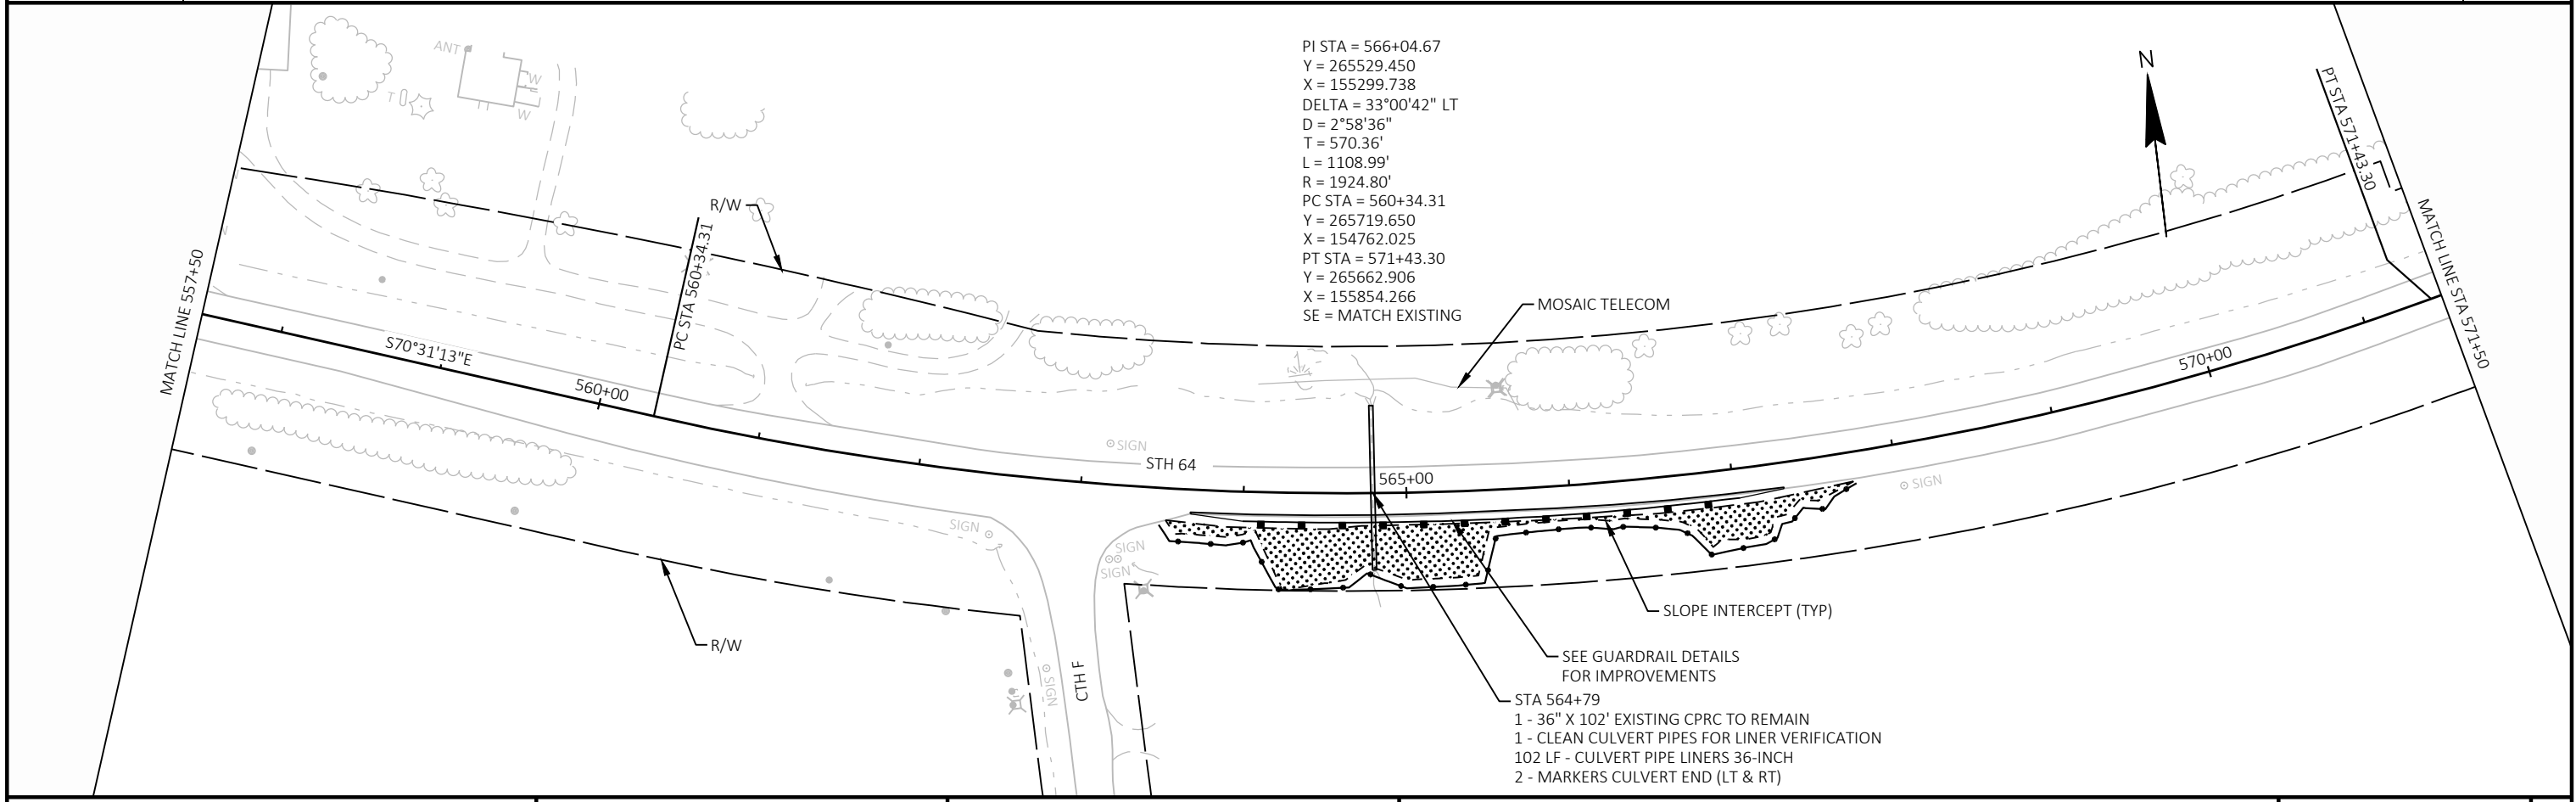 ANT
T
W
W
MATCH LINE 557+50
S70°31'13"E
560+00
PC STA 560+34.31
R/W
R/W
PI STA = 566+04.67
Y = 265529.450
X = 155299.738
DELTA = 33°00'42" LT
D = 2°58'36"
T = 570.36'
L = 1108.99'
R = 1924.80'
PC STA = 560+34.31
Y = 265719.650
X = 154762.025
PT STA = 571+43.30
Y = 265662.906
X = 155854.266
SE = MATCH EXISTING
MOSAIC TELECOM
N
PT STA 571+43.30
MATCH LINE STA 571+50
570+00
SIGN
STH 64
565+00
SIGN
SIGN
SIGN
SIGN
SIGN
CTH F
SLOPE INTERCEPT (TYP)
SEE GUARDRAIL DETAILS
FOR IMPROVEMENTS
STA 564+79
1 - 36" X 102' EXISTING CPRC TO REMAIN
1 - CLEAN CULVERT PIPES FOR LINER VERIFICATION
102 LF - CULVERT PIPE LINERS 36-INCH
2 - MARKERS CULVERT END (LT & RT)